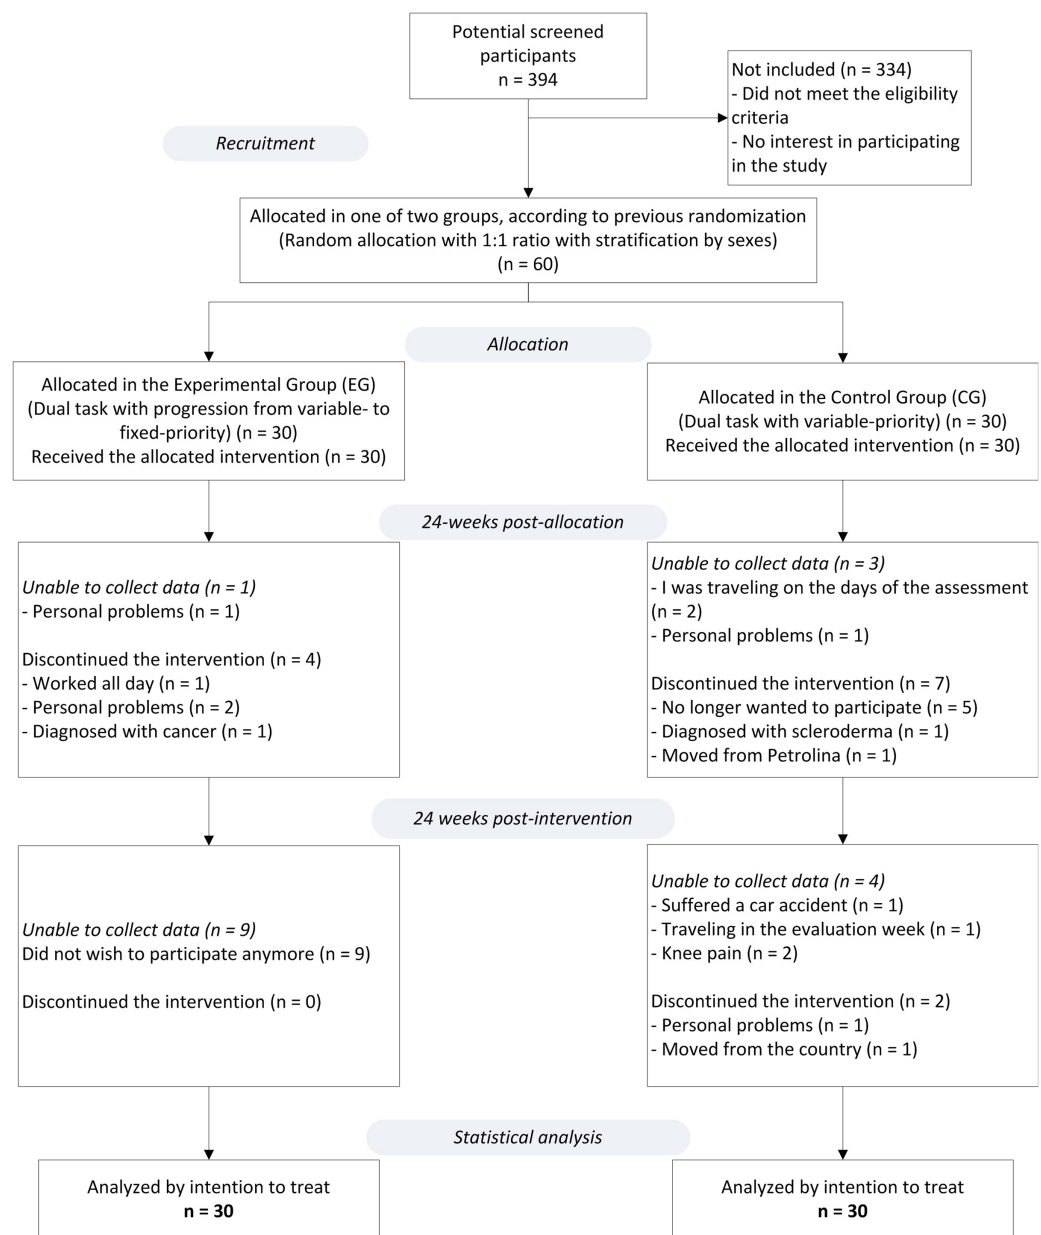 Potential screened
participants
n = 394
Not included (n = 334)
- Did not meet the eligibility
criteria
- No interest in participating
in the study
Recruitment
Allocated in one of two groups, according to previous randomization
(Random allocation with 1:1 ratio with stratification by sexes)
(n = 60)
Allocation
Allocated in the Experimental Group (EG)
(Dual task with progression from variable- to
fixed-priority) (n = 30)
Received the allocated intervention (n = 30)
Allocated in the Control Group (CG)
(Dual task with variable-priority) (n = 30)
Received the allocated intervention (n = 30)
24-weeks post-allocation
Unable to collect data (n = 1)
- Personal problems (n = 1)
Discontinued the intervention (n = 4)
- Worked all day (n = 1)
- Personal problems (n = 2)
- Diagnosed with cancer (n = 1)
Unable to collect data (n = 3)
- I was traveling on the days of the assessment
(n = 2)
- Personal problems (n = 1)
Discontinued the intervention (n = 7)
- No longer wanted to participate (n = 5)
- Diagnosed with scleroderma (n = 1)
- Moved from Petrolina (n = 1)
24 weeks post-intervention
Unable to collect data (n = 9)
Did not wish to participate anymore (n = 9)
Discontinued the intervention (n = 0)
Unable to collect data (n = 4)
- Suffered a car accident (n = 1)
- Traveling in the evaluation week (n = 1)
- Knee pain (n = 2)
Discontinued the intervention (n = 2)
- Personal problems (n = 1)
- Moved from the country (n = 1)
Statistical analysis
Analyzed by intention to treat
n = 30
Analyzed by intention to treat
n = 30